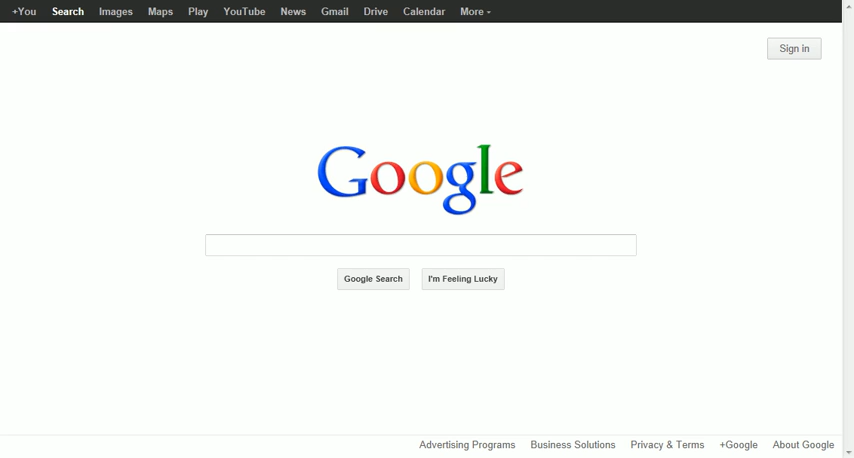 +You Search Images Maps Play YouTube News Gmail Drive Calendar More
Sign in
Google
Google Search I'm Feeling Lucky
Advertising Programs Business Solutions Privacy & Terms +Google About Google